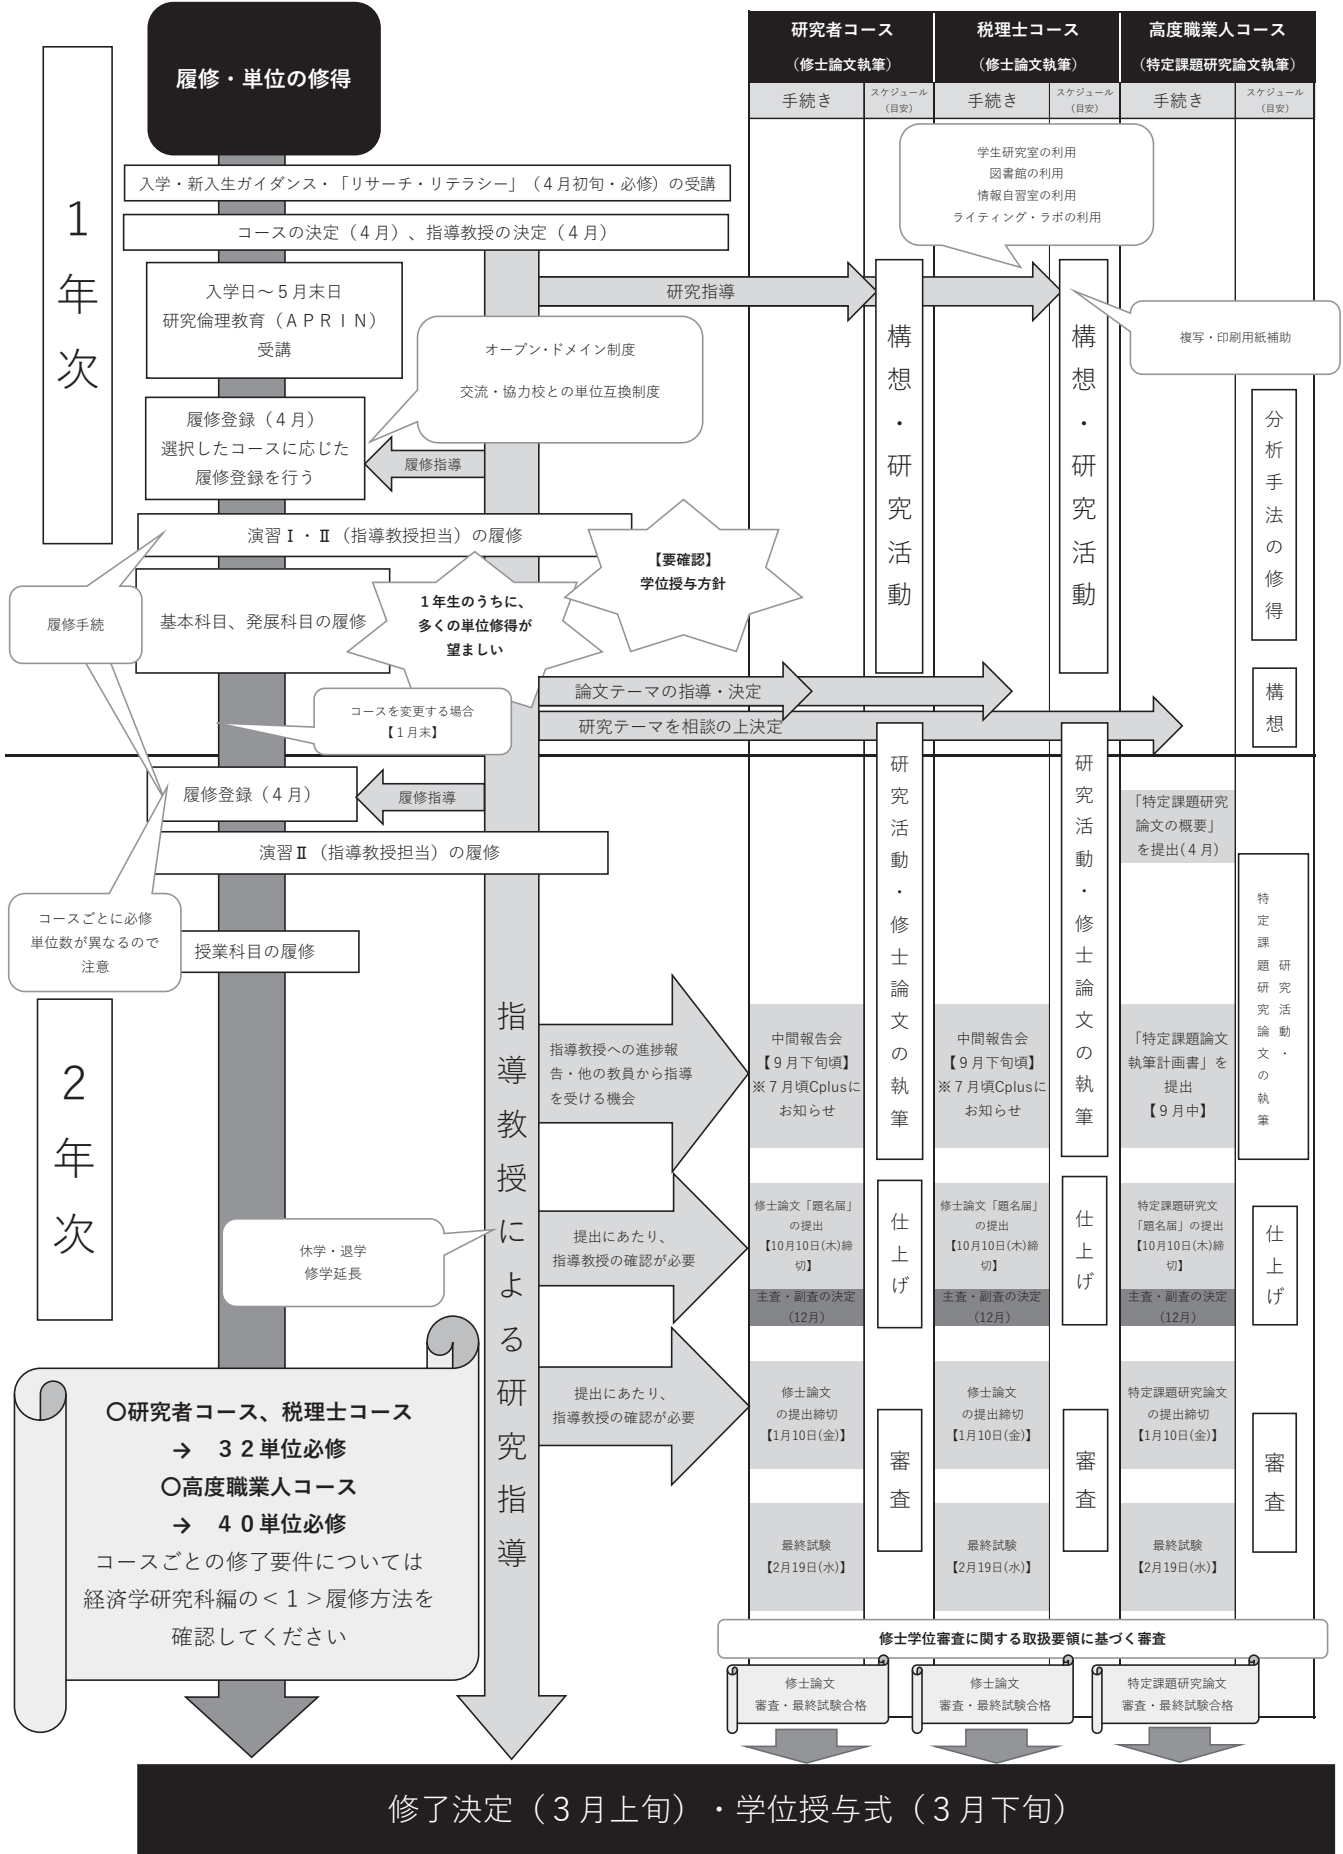 履修・単位の修得
研究者コース
（修士論文執筆）
税理士コース
（修士論文執筆）
高度職業人コース
（特定課題研究論文執筆）
手続き
スケジュール
（目安）
手続き
スケジュール
（目安）
手続き
スケジュール
（目安）
1年次
入学・新入生ガイダンス・「リサーチ・リテラシー」（４月初旬・必修）の受講
コースの決定（４月）、指導教授の決定（４月）
学生研究室の利用
図書館の利用
情報自習室の利用
ライティング・ラボの利用
入学日～５月末日
研究倫理教育（ＡＰＲＩＮ）
受講
研究指導
複写・印刷用紙補助
オープン・ドメイン制度
交流・協力校との単位互換制度
履修登録（４月）
選択したコースに応じた
履修登録を行う
履修指導
構想・研究活動
構想・研究活動
分析手法の修得
演習Ⅰ・Ⅱ（指導教授担当）の履修
【要確認】
学位授与方針
履修手続
基本科目、発展科目の履修
１年生のうちに、
多くの単位修得が
望ましい
論文テーマの指導・決定
研究テーマを相談の上決定
構想
コースを変更する場合
【１月末】
履修登録（４月）
履修指導
演習Ⅱ（指導教授担当）の履修
コースごとに必修
単位数が異なるので
注意
授業科目の履修
2年次
指導教授による研究指導
研究活動・修士論文の執筆
研究活動・修士論文の執筆
「特定課題研究
論文の概要」
を提出(４月)
研究活動・
特定課題研究論文の執筆
指導教授への進捗報
告・他の教員から指導
を受ける機会
中間報告会
【９月下旬頃】
※７月頃Cplusに
お知らせ
中間報告会
【９月下旬頃】
※７月頃Cplusに
お知らせ
「特定課題論文
執筆計画書」を
提出
【９月中】
休学・退学
修学延長
提出にあたり、
指導教授の確認が必要
修士論文「題名届」
の提出
【10月10日(木)締
切】
主査・副査の決定
（12月）
仕上げ
修士論文「題名届」
の提出
【10月10日(木)締
切】
主査・副査の決定
（12月）
仕上げ
特定課題研究文
「題名届」の提出
【10月10日(木)締
切】
主査・副査の決定
（12月）
仕上げ
提出にあたり、
指導教授の確認が必要
修士論文
の提出締切
【1月10日(金)】
修士論文
の提出締切
【1月10日(金)】
特定課題研究論文
の提出締切
【1月10日(金)】
審査
審査
審査
最終試験
【2月19日(水)】
最終試験
【2月19日(水)】
最終試験
【2月19日(水)】
〇研究者コース、税理士コース
→　３２単位必修
〇高度職業人コース
→　４０単位必修
コースごとの修了要件については
経済学研究科編の＜１＞履修方法を
確認してください
修士学位審査に関する取扱要領に基づく審査
修士論文
審査・最終試験合格
修士論文
審査・最終試験合格
特定課題研究論文
審査・最終試験合格
修了決定（３月上旬）・学位授与式（３月下旬）